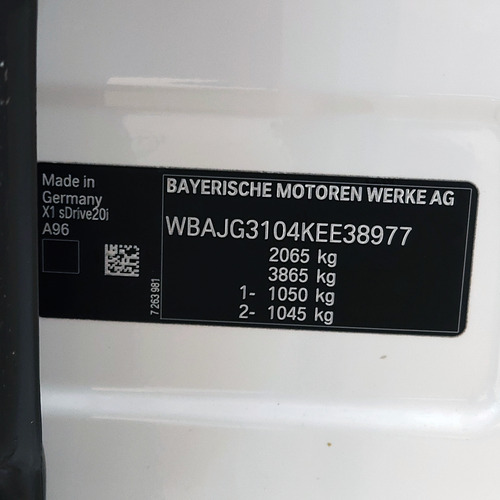 Made in
Germany
X1 sDrive20i
A96
7 263 981
BAYERISCHE MOTOREN WERKE AG
WBAJG3104KEE38977
2065 kg
3865 kg
1- 1050 kg
2- 1045 kg